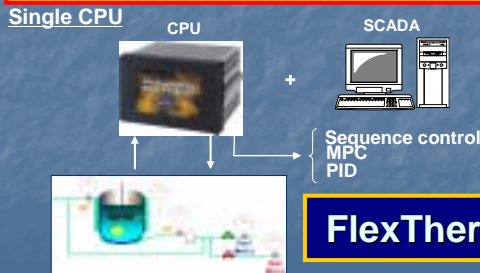 Single CPU
CPU
SCADA
+
Sequence control
MPC
PID
FlexTher